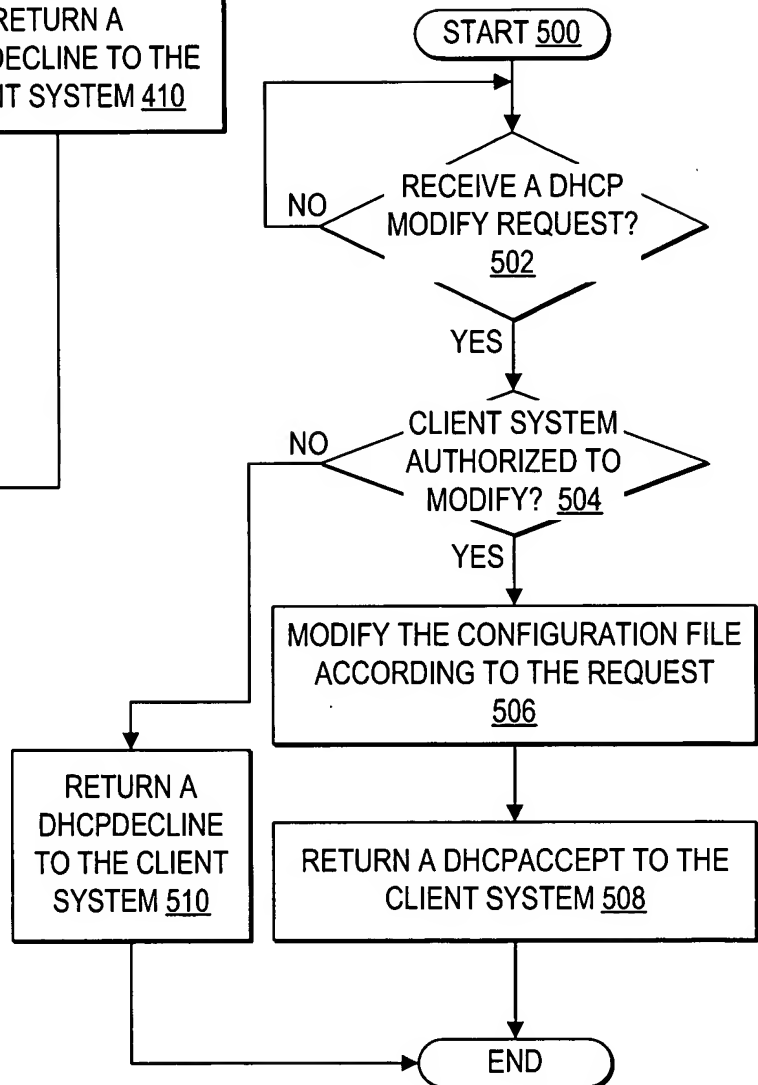 RETURN A
DECLINE TO THE
SYSTEM 410
START 500
RECEIVE A DHCP
MODIFY REQUEST?
502
NO
YES
CLIENT SYSTEM
AUTHORIZED TO
MODIFY? 504
NO
YES
MODIFY THE CONFIGURATION FILE
ACCORDING TO THE REQUEST
506
RETURN A
DHCPDECLINE
TO THE CLIENT
SYSTEM 510
RETURN A DHCPACCEPT TO THE
CLIENT SYSTEM 508
END